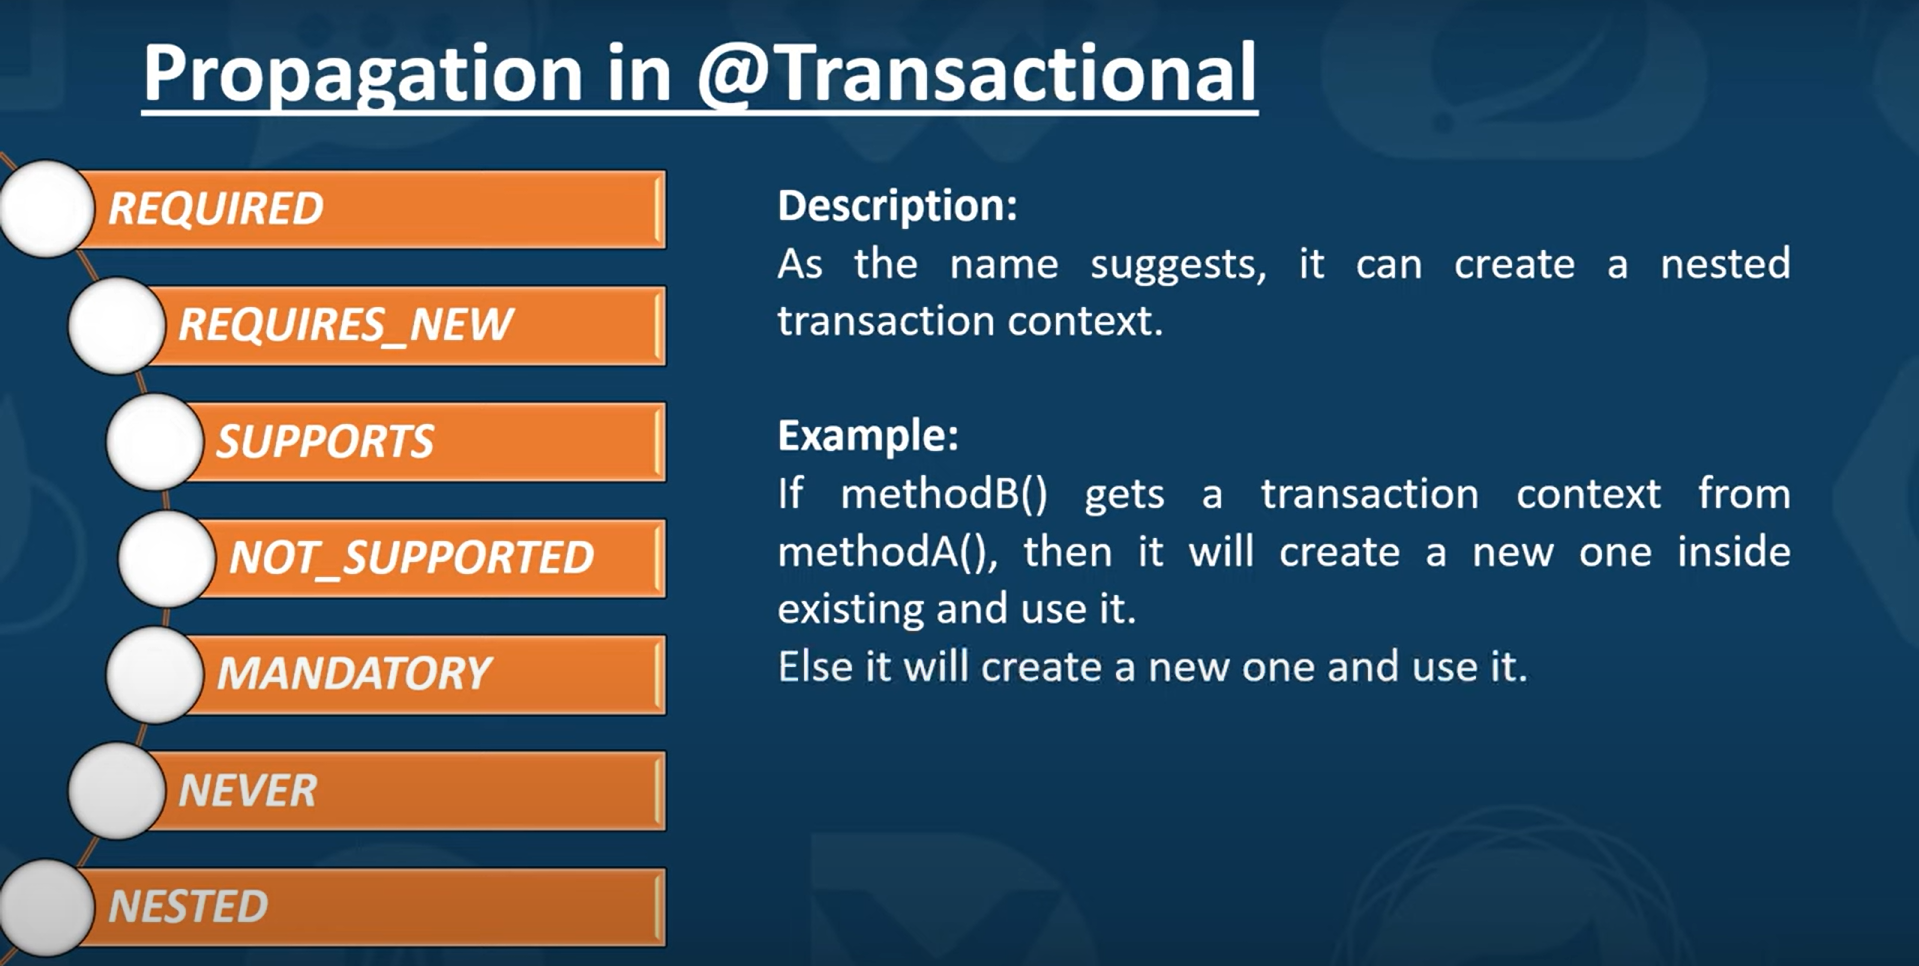 Propagation in @Transactional
REQUIRED
REQUIRES_NEW
SUPPORTS
NOT_SUPPORTED
MANDATORY
NEVER
NESTED
Description:
As the name suggests, it can create a nested
transaction context.
Example:
If methodB() gets a transaction context from
methodA(), then it will create a new one inside
existing and use it.
Else it will create a new one and use it.